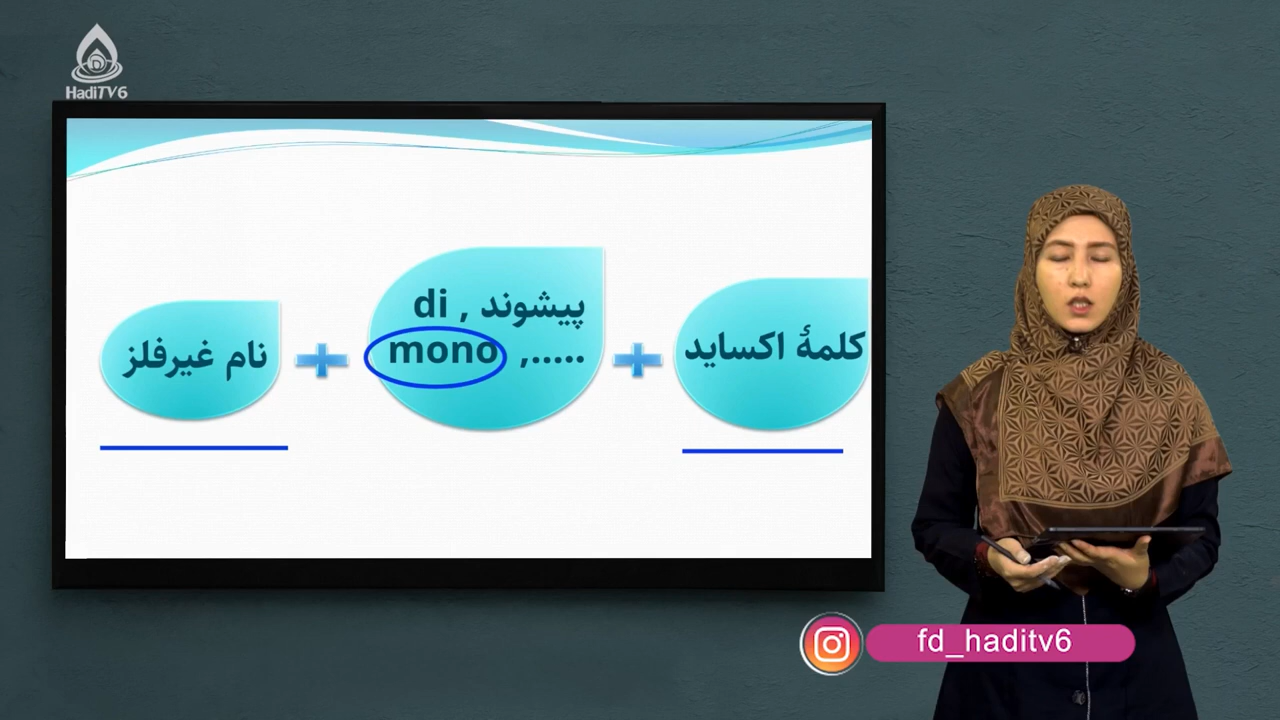 HadiTV6
نام غیرفلز
پیشوند , di
mono ,.....
کلمهٔ اکساید
fd_haditv6